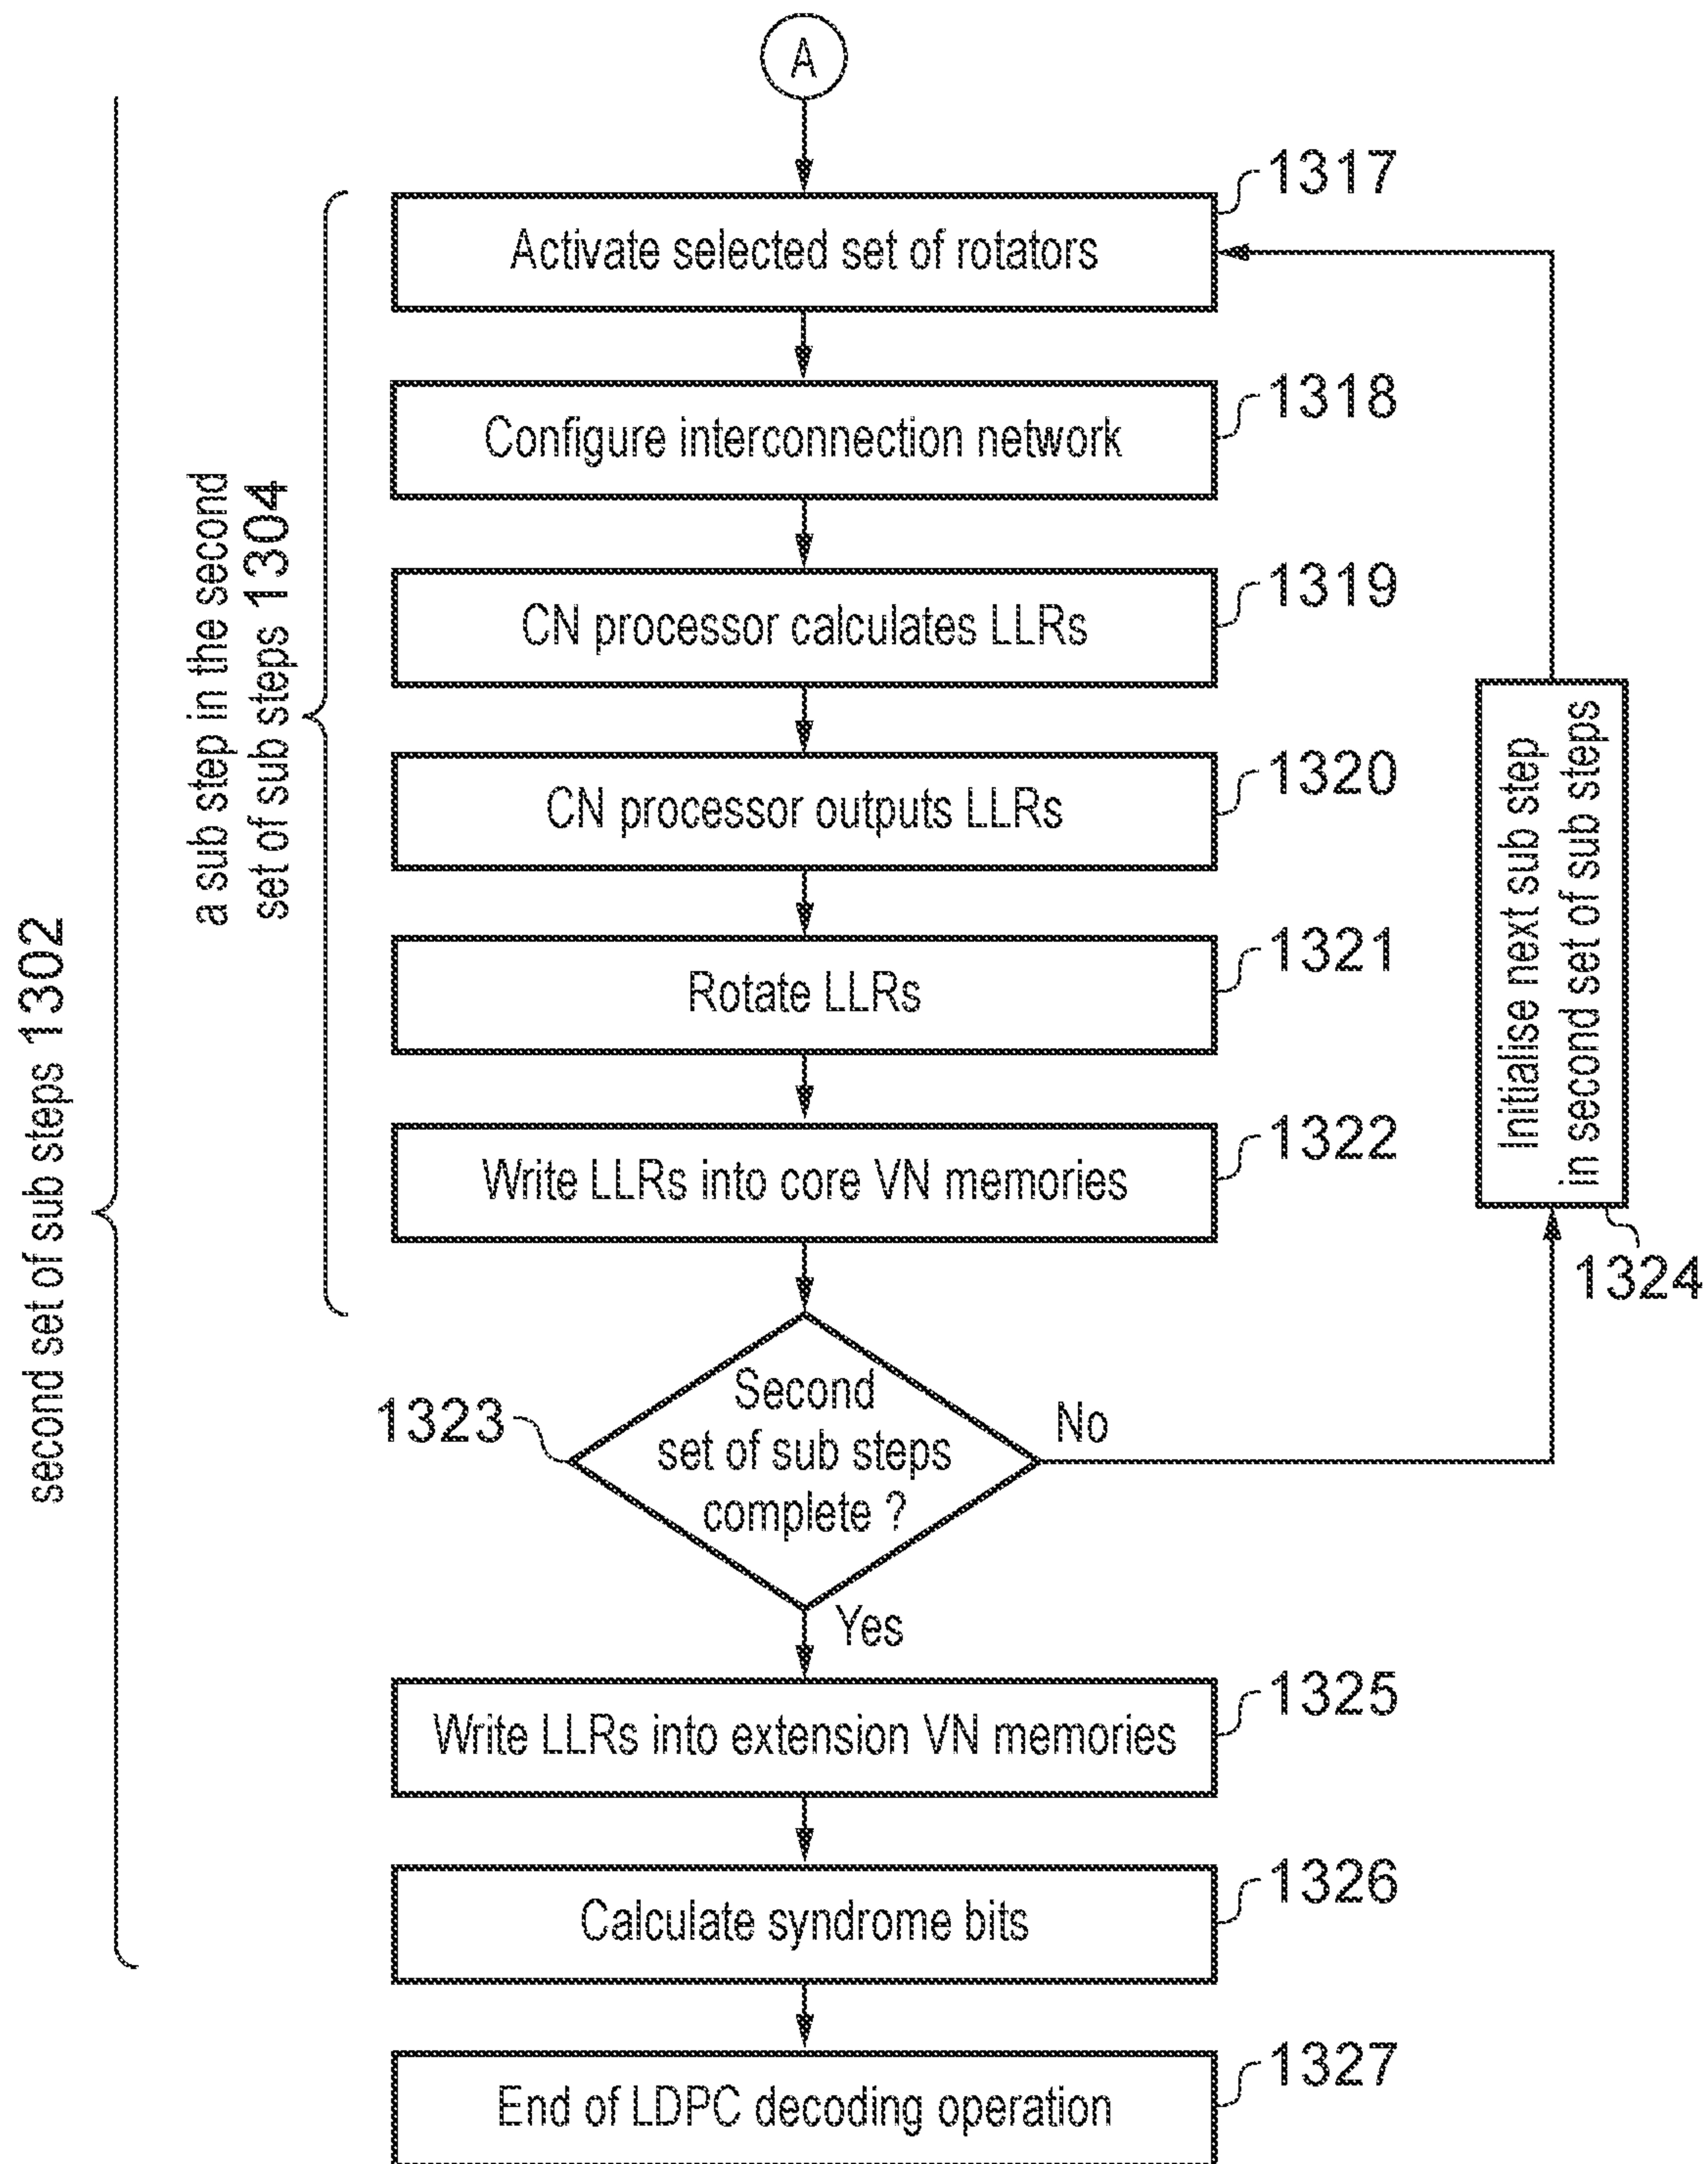 A
1317
Activate selected set of rotators
1318
Configure interconnection network
1319
CN processor calculates LLRs
a sub step in the second
set of sub steps 1304
1320
CN processor outputs LLRs
Initialise next sub step
in second set of sub steps
1321
Rotate LLRs
second set of sub steps 1302
1322
Write LLRs into core VN memories
1324
1323
Second
set of sub steps
complete ?
No
Yes
1325
Write LLRs into extension VN memories
1326
Calculate syndrome bits
1327
End of LDPC decoding operation